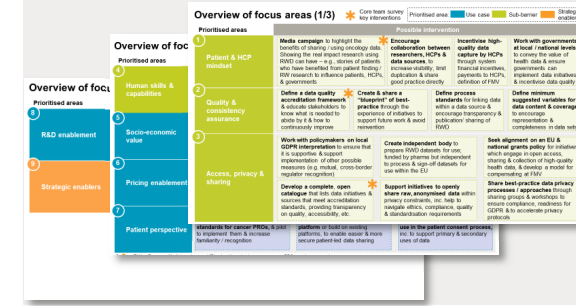 Overview of focus areas (1/3)
Core team survey
key interventions
Prioritised area
Use case
Sub-barrier
Strategic
enabler
Prioritised areas
Possible intervention
1
Patient & HCP
mindset
Media campaign to highlight the
benefits of sharing / using oncology data.
Showing the real impact research using
RWD can have – e.g., stories of patients
who have benefited from patient finding/
RW research to influence patients, HCPs,
& governments
Encourage
collaboration between
researchers, HCPs &
data sources, to
increase visibility, limit
duplication & share
good practice directly
Incentivise high-
quality data
capture by HCPs
through system
financial incentives,
payments to HCPs,
definition of FMV
Work with governments
at local / national levels
to convey the value of
health data & ensure
governments can
implement data initiatives
& incentivise data quality
2
Quality &
consistency
assurance
Define a data quality
accreditation framework
& educate stakeholders to
know what is needed to
abide by it & how to
continuously improve
Create & share a
"blueprint" of best-
practice through the
experience of initiatives to
support future work & avoid
reinvention
Define process
standards for linking data
within a data source &
encourage transparency &
publication/ sharing of
RWD
Define minimum
suggested variables for
data content & coverage
to encourage
representation &
completeness in data sets
3
Access, privacy &
sharing
Work with policymakers on local
GDPR interpretation to ensure that
it is supportive & support
implementation of other possible
measures (e.g. mutual, cross-border
regulator recognition)
Create independent body to
prepare RWD datasets for use;
funded by pharma but independent
to process & sign-off datasets for
use within the EU
Seek alignment on an EU &
national grants policy for initiatives
which engage in open access,
sharing & collection of high-quality
health data, & develop a model for
compensating at FMV
Develop a complete, open
catalogue that lists data initiatives &
sources that meet accreditation
standards, providing transparency
on quality, accessibility, etc.
Support initiatives to openly
share raw, anonymised data within
privacy constraints, inc. help to
navigate ethics, compliance, quality
& standardisation requirements
Share best-practice data privacy
processes / approaches through
sharing groups & workshops to
ensure compliance, readiness for
GDPR & to accelerate privacy
protocols
Overview of foc
Prioritised areas
4
Human skills &
capabilities
5
Socio-economic
value
6
Pricing enablement
7
Patient perspective
standards for cancer PROs, & pilot
to implement them & increase
familiarity / recognition
platform or build on existing
platforms, to enable easier & more
secure patient-led data sharing
use in the patient consent process,
inc. to support primary & secondary
uses of data
Overview of focu
Prioritised areas
8
R&D enablement
9
Strategic enablers